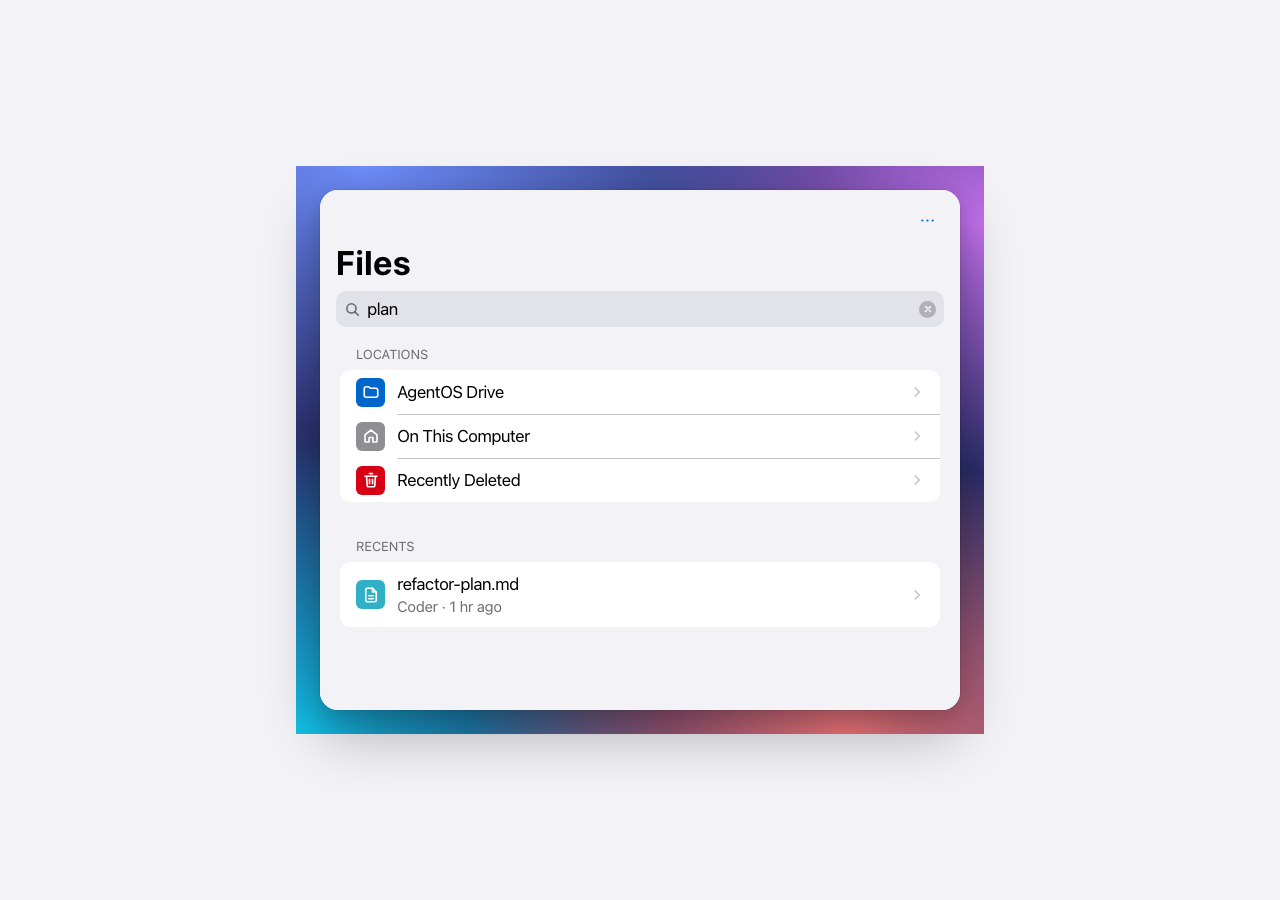 Files
plan
LOCATIONS
AgentOS Drive
On This Computer
Recently Deleted
RECENTS
refactor-plan.md
Coder · 1 hr ago